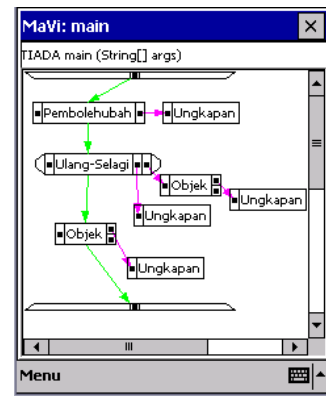 MaVi: main
TIADA main (String[] args)
Pembolehubah
Ungkapan
Ulang-Selagi
Objek
Ungkapan
Ungkapan
Objek
Ungkapan
Menu